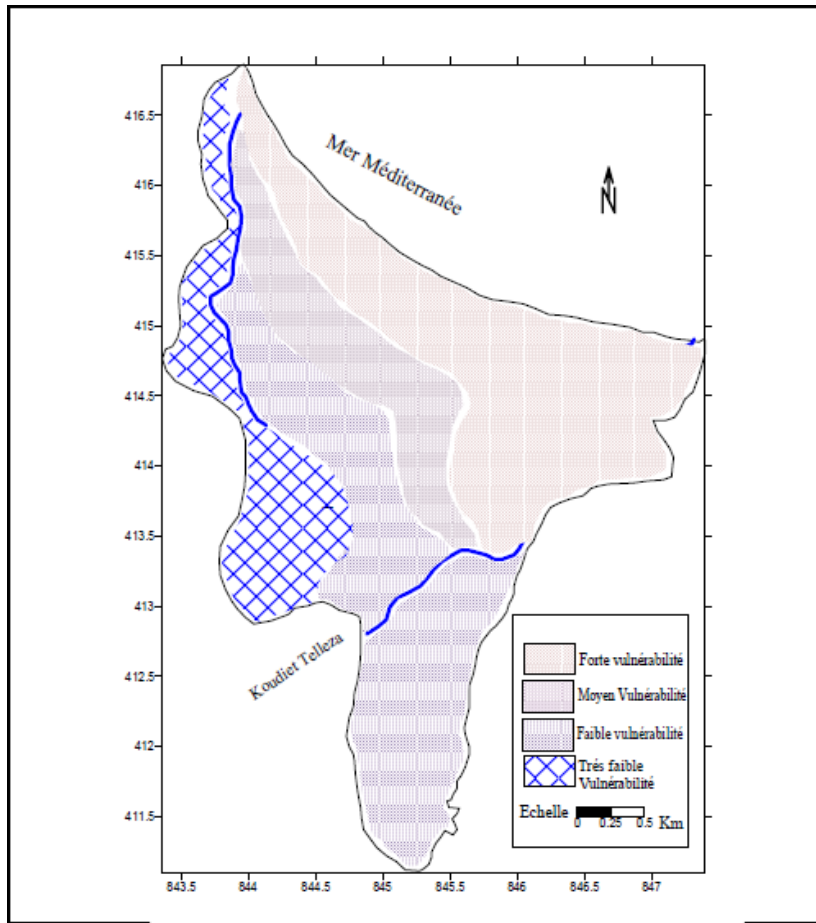 416.5
416
415.5
415
414.5
414
413.5
413
412.5
412
411.5
Mer Méditerranée
N
Koudiet Telleza
Forte vulnérabilité
Moyen Vulnérabilité
Faible vulnérabilité
Trés faible
Vulnérabilité
Echelle
0 0.25 0.5 Km
843.5 844 844.5 845 845.5 846 846.5 847